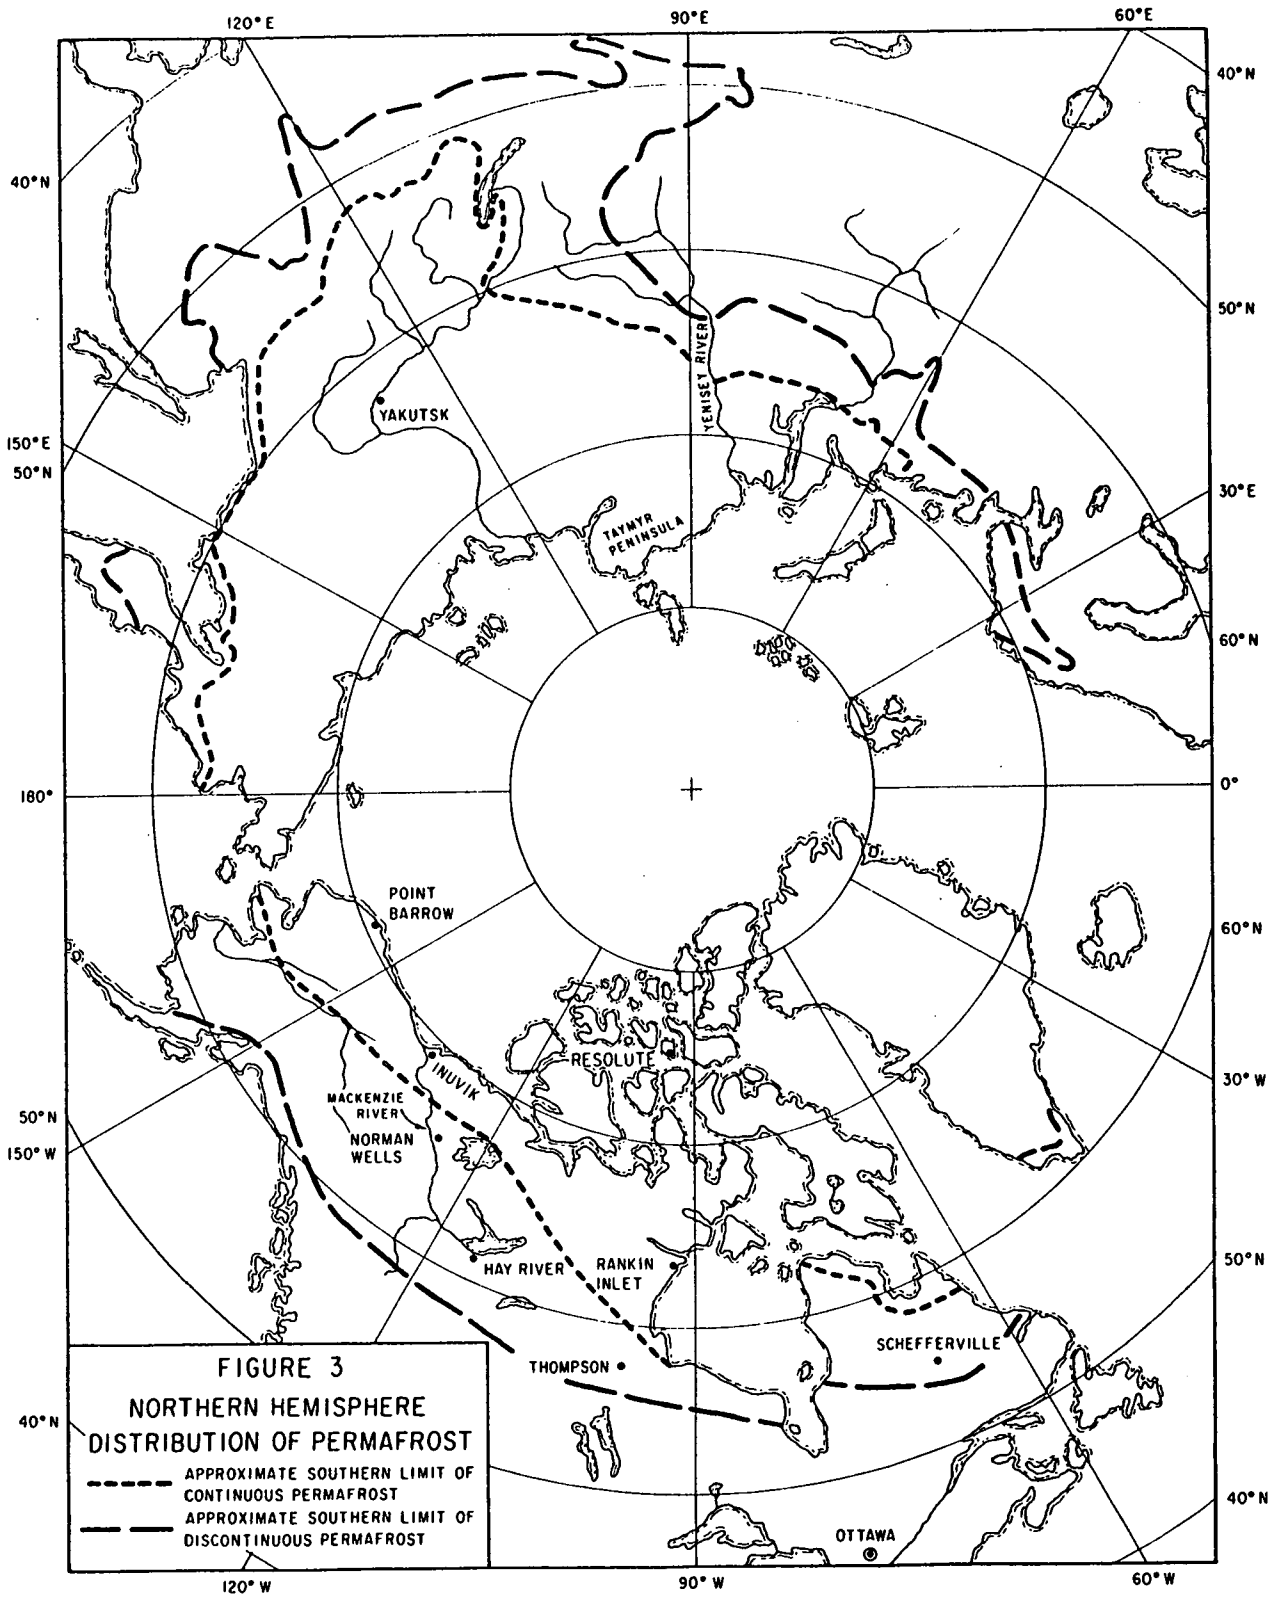 120° E
90° E
60° E
40° N
40° N
50° N
150° E
50° N
30° E
60° N
YENISEY RIVER
YAKUTSK
TAYMYR
PENINSULA
180°
0°
POINT
BARROW
60° N
RESOLUTE
INUVIK
MACKENZIE
RIVER
NORMAN
WELLS
30° W
50° N
150° W
HAY RIVER
RANKIN
INLET
50° N
SCHEFFERVILLE
THOMPSON
40° N
40° N
OTTAWA
FIGURE 3
NORTHERN HEMISPHERE
DISTRIBUTION OF PERMAFROST
APPROXIMATE SOUTHERN LIMIT OF
CONTINUOUS PERMAFROST
APPROXIMATE SOUTHERN LIMIT OF
DISCONTINUOUS PERMAFROST
120° W
90° W
60° W